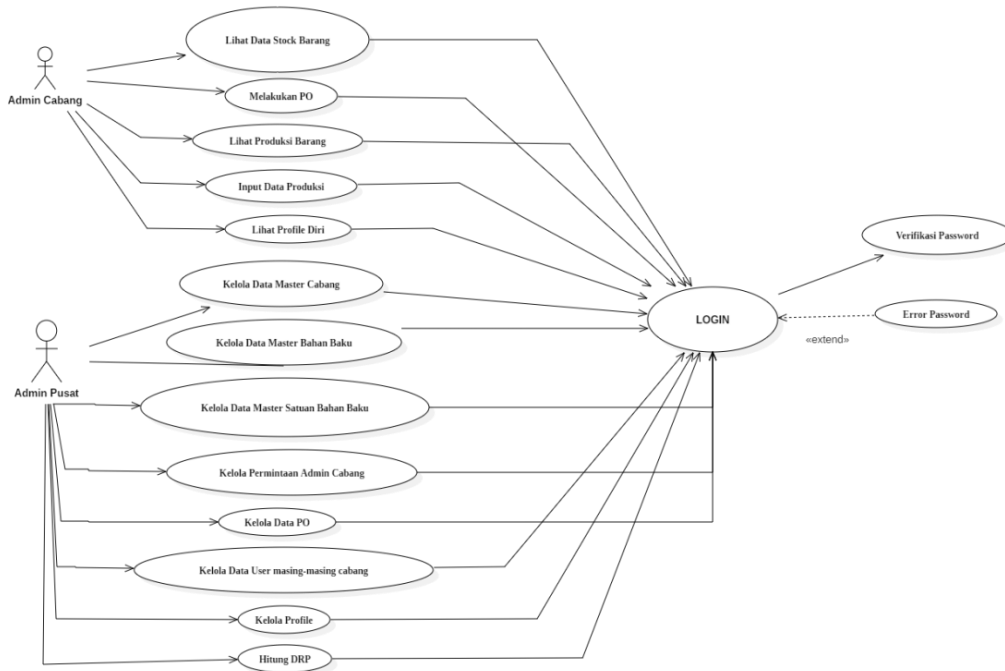 Lihat Data Stock Barang
Admin Cabang
Melakukan PO
Lihat Produksi Barang
Input Data Produksi
Lihat Profile Diri
Verifikasi Password
Kelola Data Master Cabang
LOGIN
Error Password
«extend»
Kelola Data Master Bahan Baku
Admin Pusat
Kelola Data Master Satuan Bahan Baku
Kelola Permintaan Admin Cabang
Kelola Data PO
Kelola Data User masing-masing cabang
Kelola Profile
Hitung DRP